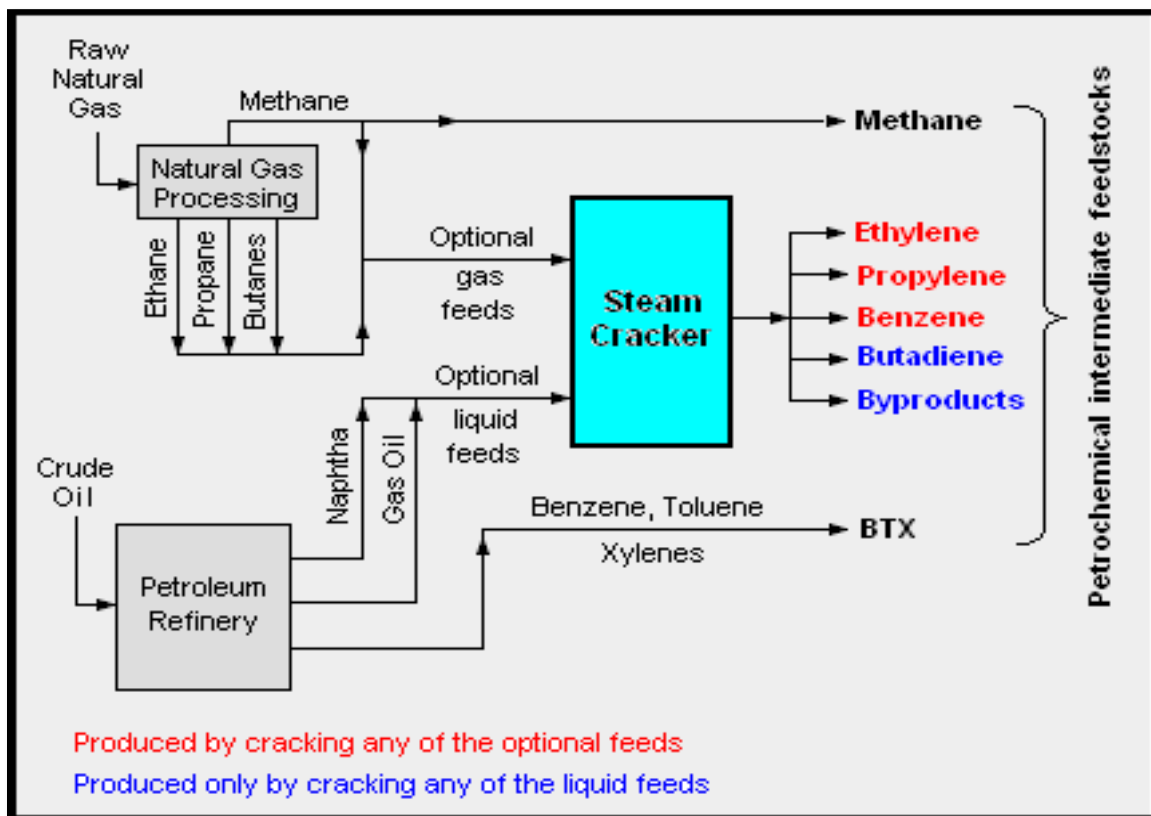 Raw
Natural
Gas
Methane
Methane
Natural Gas
Processing
Ethane
Propane
Butanes
Optional
gas
feeds
Steam
Cracker
Ethylene
Propylene
Benzene
Butadiene
Byproducts
Optional
liquid
feeds
Naphtha
Gas Oil
Crude
Oil
Petroleum
Refinery
Benzene, Toluene
Xylenes
BTX
Petrochemical intermediate feedstocks
Produced by cracking any of the optional feeds
Produced only by cracking any of the liquid feeds